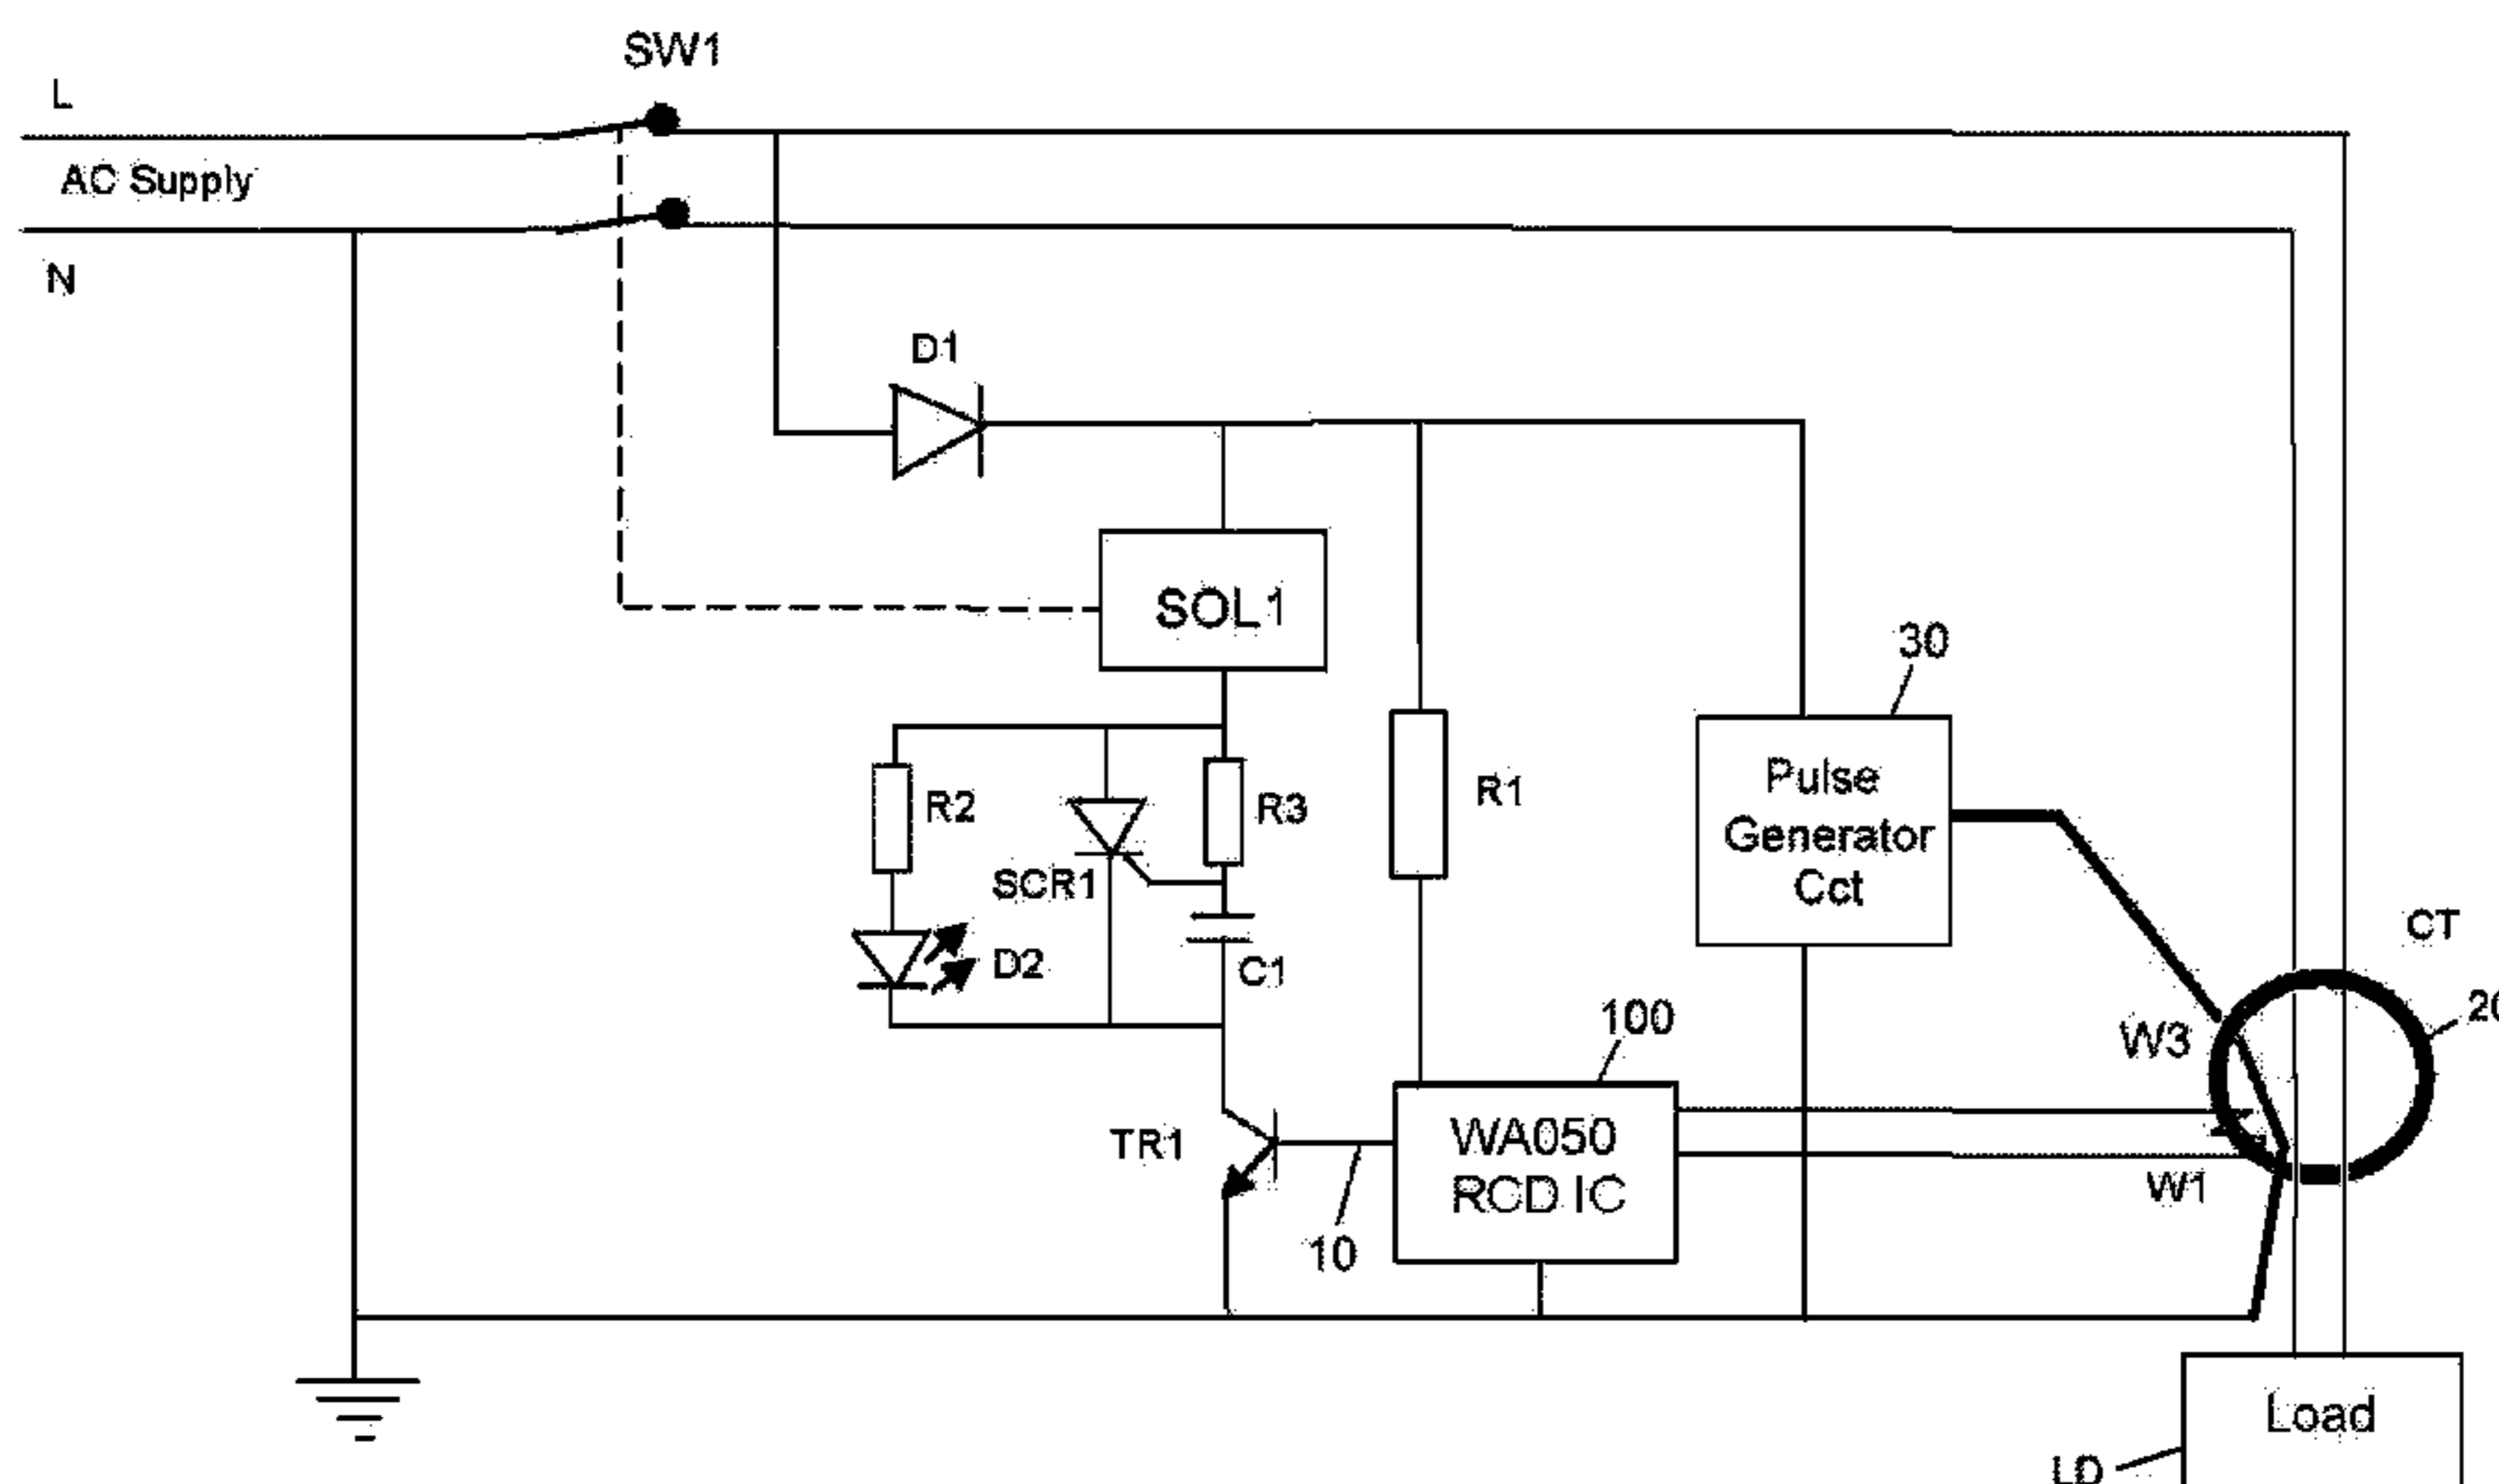 SW1
L
AC Supply
N
D1
SOL1
30
Pulse
Generator
Cct
R2
R3
R1
SCR1
CT
D2
C1
100
20
W3
TR1
WA050
RCD IC
W1
10
Load
LD